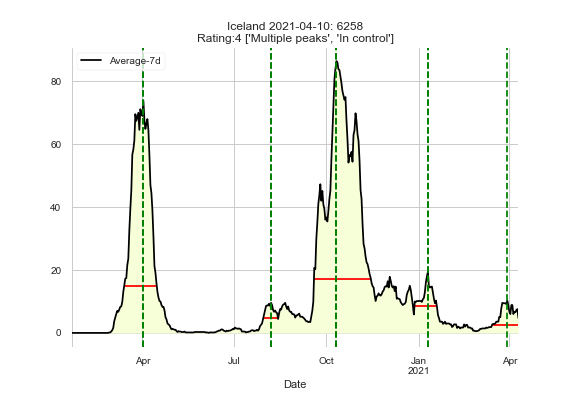 Iceland 2021-04-10: 6258
Rating:4 ['Multiple peaks', 'In control']
Average-7d
80
60
40
20
0
Apr
Jul
Oct
Jan
2021
Apr
Date